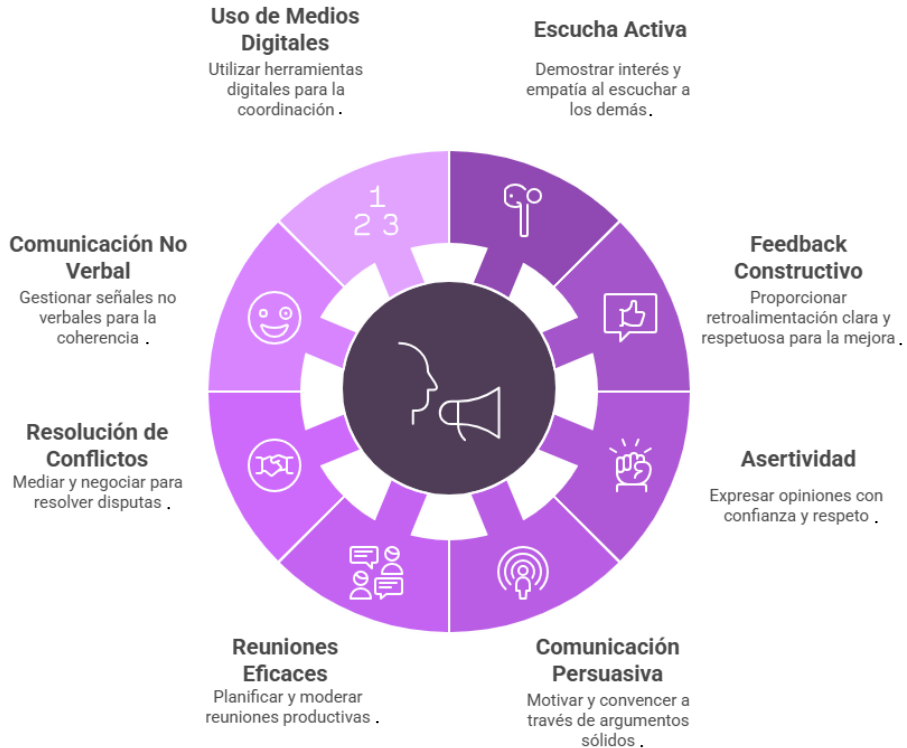 Uso de Medios
Digitales
Utilizar herramientas
digitales para la
coordinación .
Escucha Activa
Demostrar interés y
empatía al escuchar a
los demás.
1
2 3
Comunicación No
Verbal
Gestionar señales no
verbales para la
coherencia .
Feedback
Constructivo
Proporcionar
retroalimentación clara y
respetuosa para la mejora .
Resolución de
Conflictos
Mediar y negociar para
resolver disputas .
Asertividad
Expresar opiniones con
confianza y respeto .
Reuniones
Eficaces
Planificar y moderar
reuniones productivas .
Comunicación
Persuasiva
Motivar y convencer a
través de argumentos
sólidos .